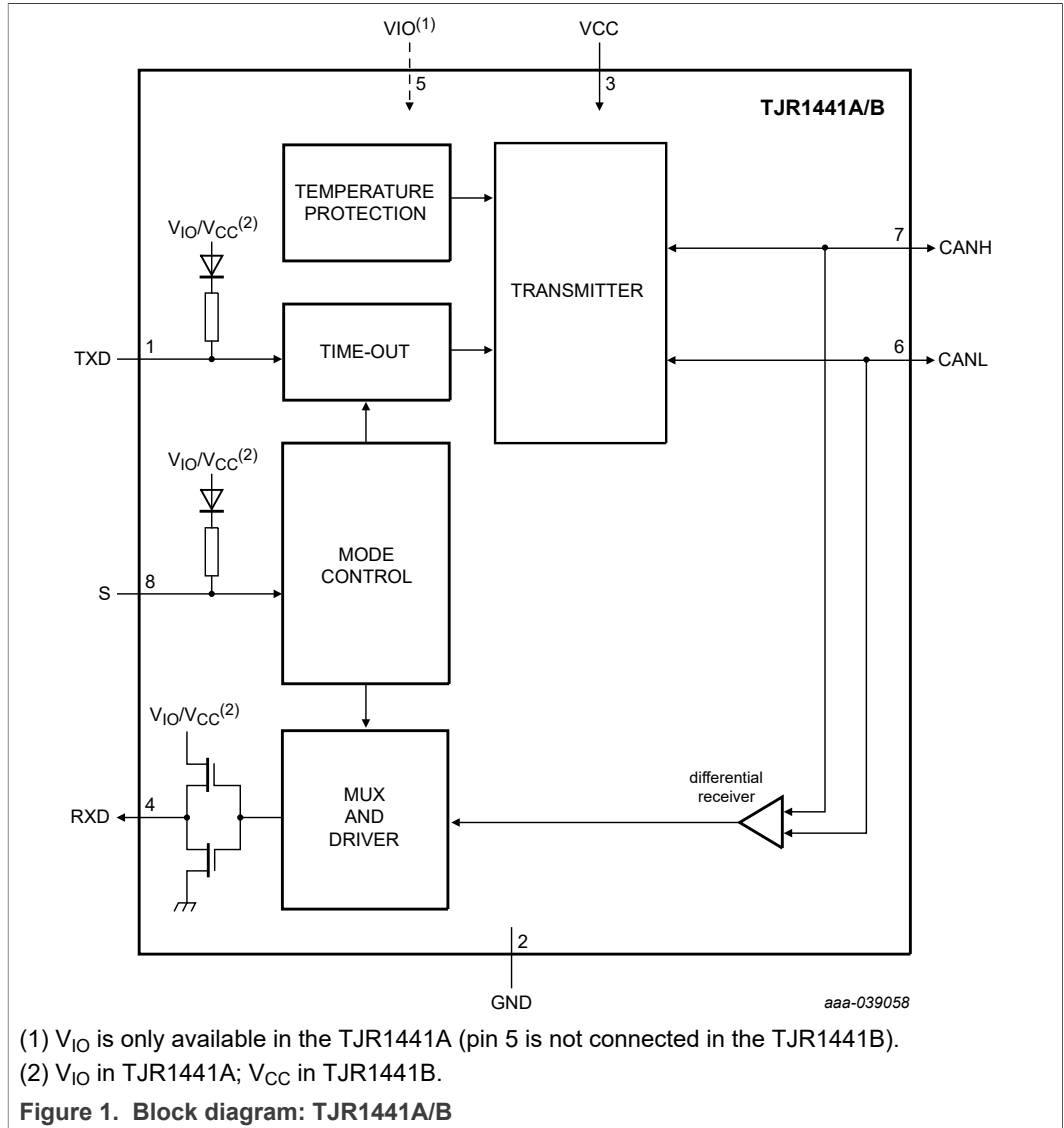 VIO(1)
VCC
5
3
TJR1441A/B
TEMPERATURE
PROTECTION
VIO/VCC(2)
TRANSMITTER
7
CANH
TXD
1
TIME-OUT
6
CANL
VIO/VCC(2)
MODE
CONTROL
S
8
VIO/VCC(2)
MUX
AND
DRIVER
differential
receiver
RXD
4
2
GND
aaa-039058
(1) VIO is only available in the TJR1441A (pin 5 is not connected in the TJR1441B).
(2) VIO in TJR1441A; VCC in TJR1441B.
Figure 1. Block diagram: TJR1441A/B